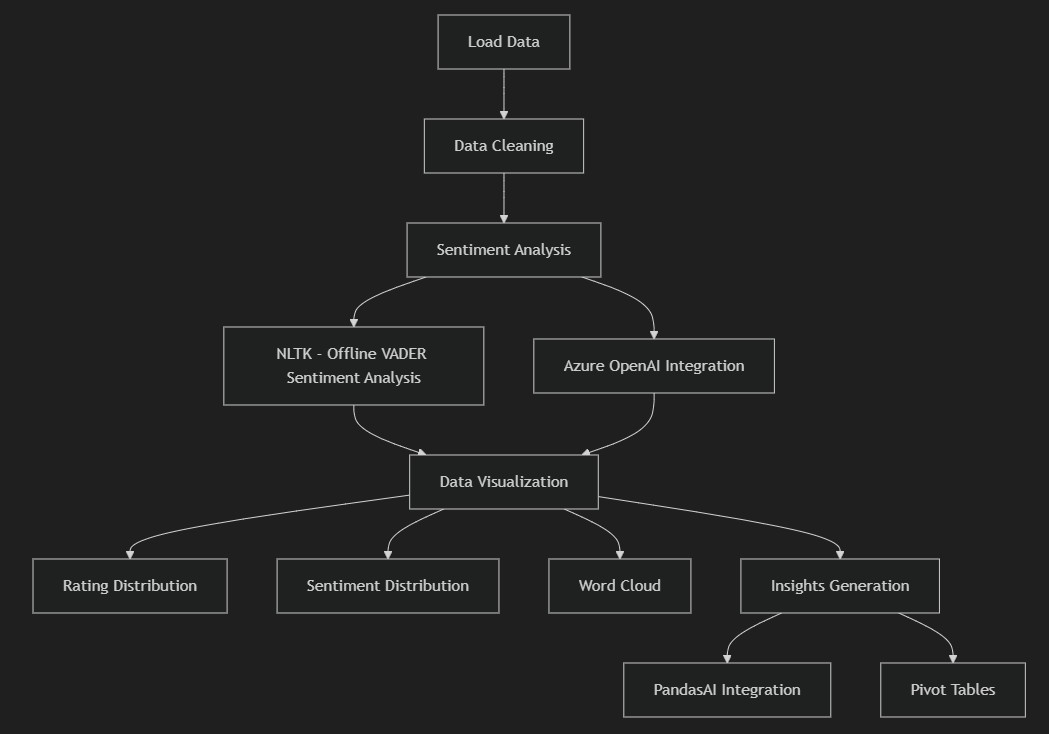 Load Data
Data Cleaning
Sentiment Analysis
NLTK - Offline VADER
Sentiment Analysis
Azure OpenAI Integration
Data Visualization
Rating Distribution
Sentiment Distribution
Word Cloud
Insights Generation
PandasAI Integration
Pivot Tables